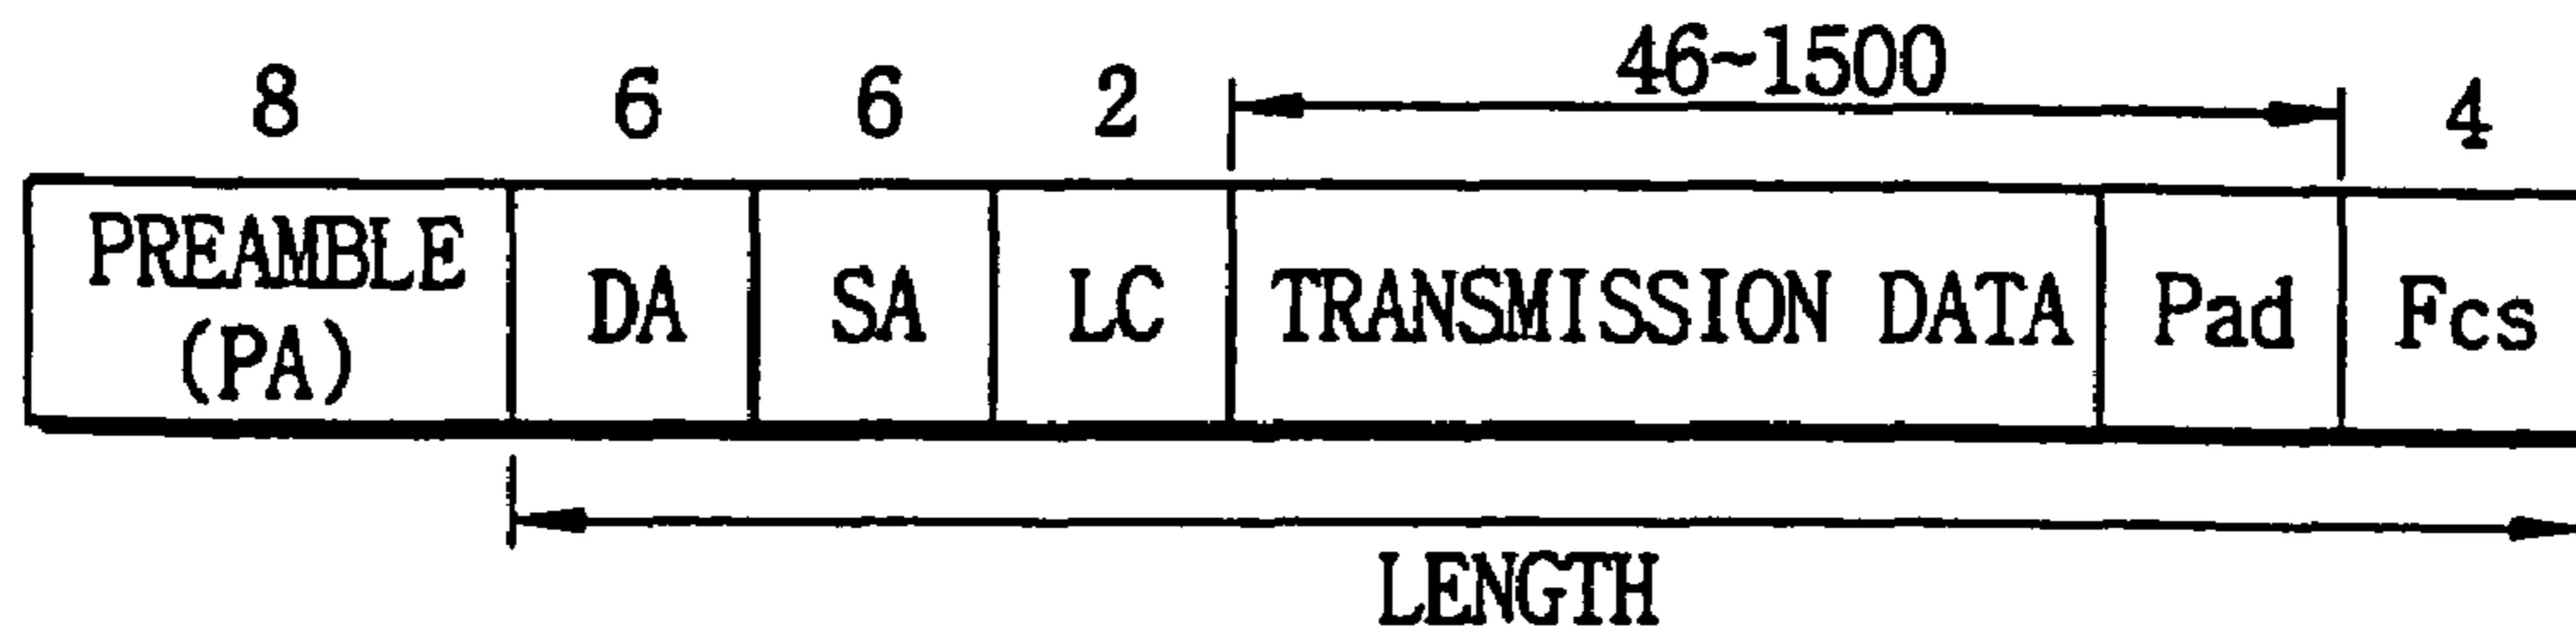 8 6 6 2 46~1500 4
PREAMBLE
(PA)
DA SA LC TRANSMISSION DATA Pad Fcs
LENGTH